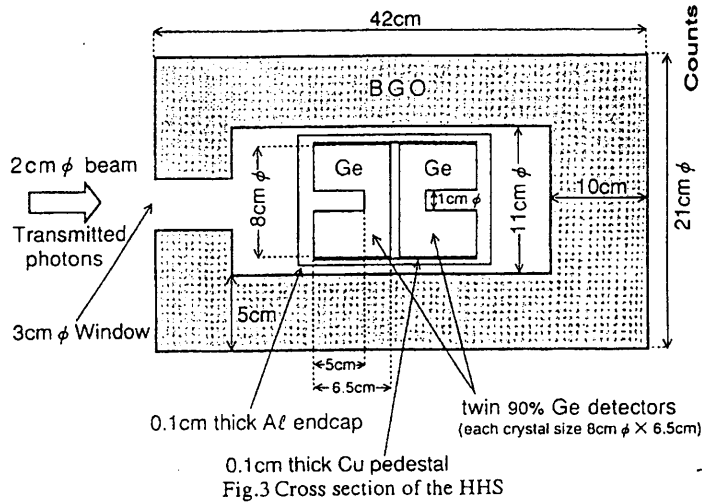 42cm
Counts
BGO
2cm φ beam
Transmitted
photons
Ge
Ge
8cm φ
1cm φ
11cm φ
10cm
21cm φ
3cm φ Window
5cm
5cm
6.5cm
0.1cm thick Aℓ endcap
twin 90% Ge detectors
(each crystal size 8cm φ × 6.5cm)
0.1cm thick Cu pedestal
Fig.3 Cross section of the HHS